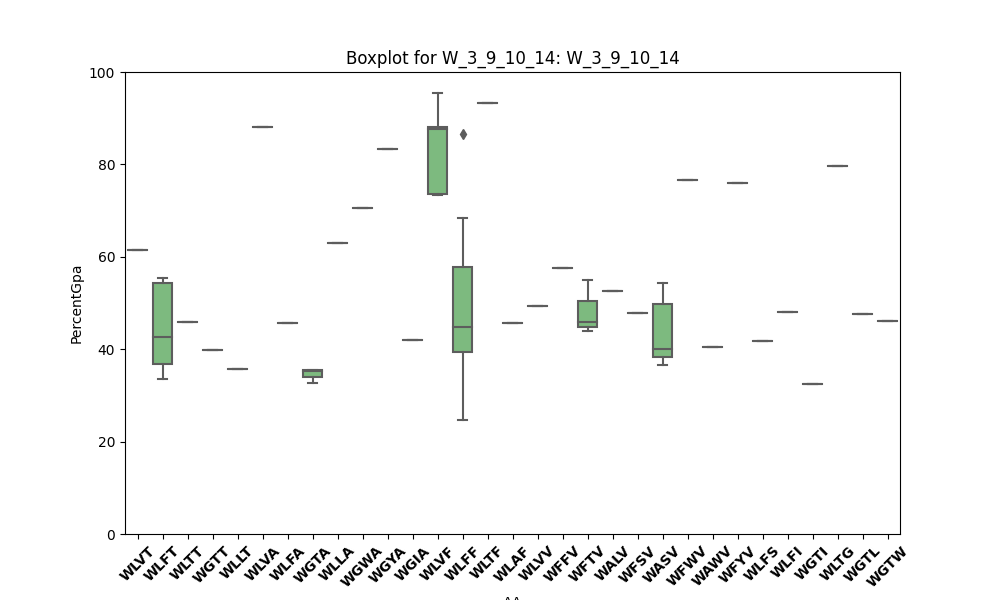 Boxplot for W_3_9_10_14: W_3_9_10_14
100
80
60
40
20
0
PercentGpa
WLVT WLFT WLTT WGTT WLLT WLVA WLFA WGTA WLLA WGWA WGYA WGIA WLVF WLFF WLTF WLAF WLVV WFFV WFTV WALV WFSV WASV WFWV WAWV WFYV WLFS WLFI WGTI WLTG WGTL WGTW
AA